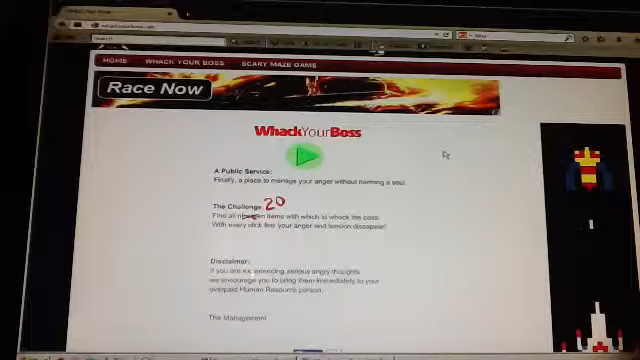 HOME WHACK YOUR BOSS SCARY MAZE GAME
Race Now
WhackYourBoss
A Public Service:
Finally, a place to manage your anger without harming a soul.
The Challenge: 20
Find all items with which to whack the boss.
With every click feel your anger and tension dissapear!
Disclaimer:
If you are experiencing serious angry thoughts
we encourage you to bring them immediately to your
overpaid Human Resource person.
The Management